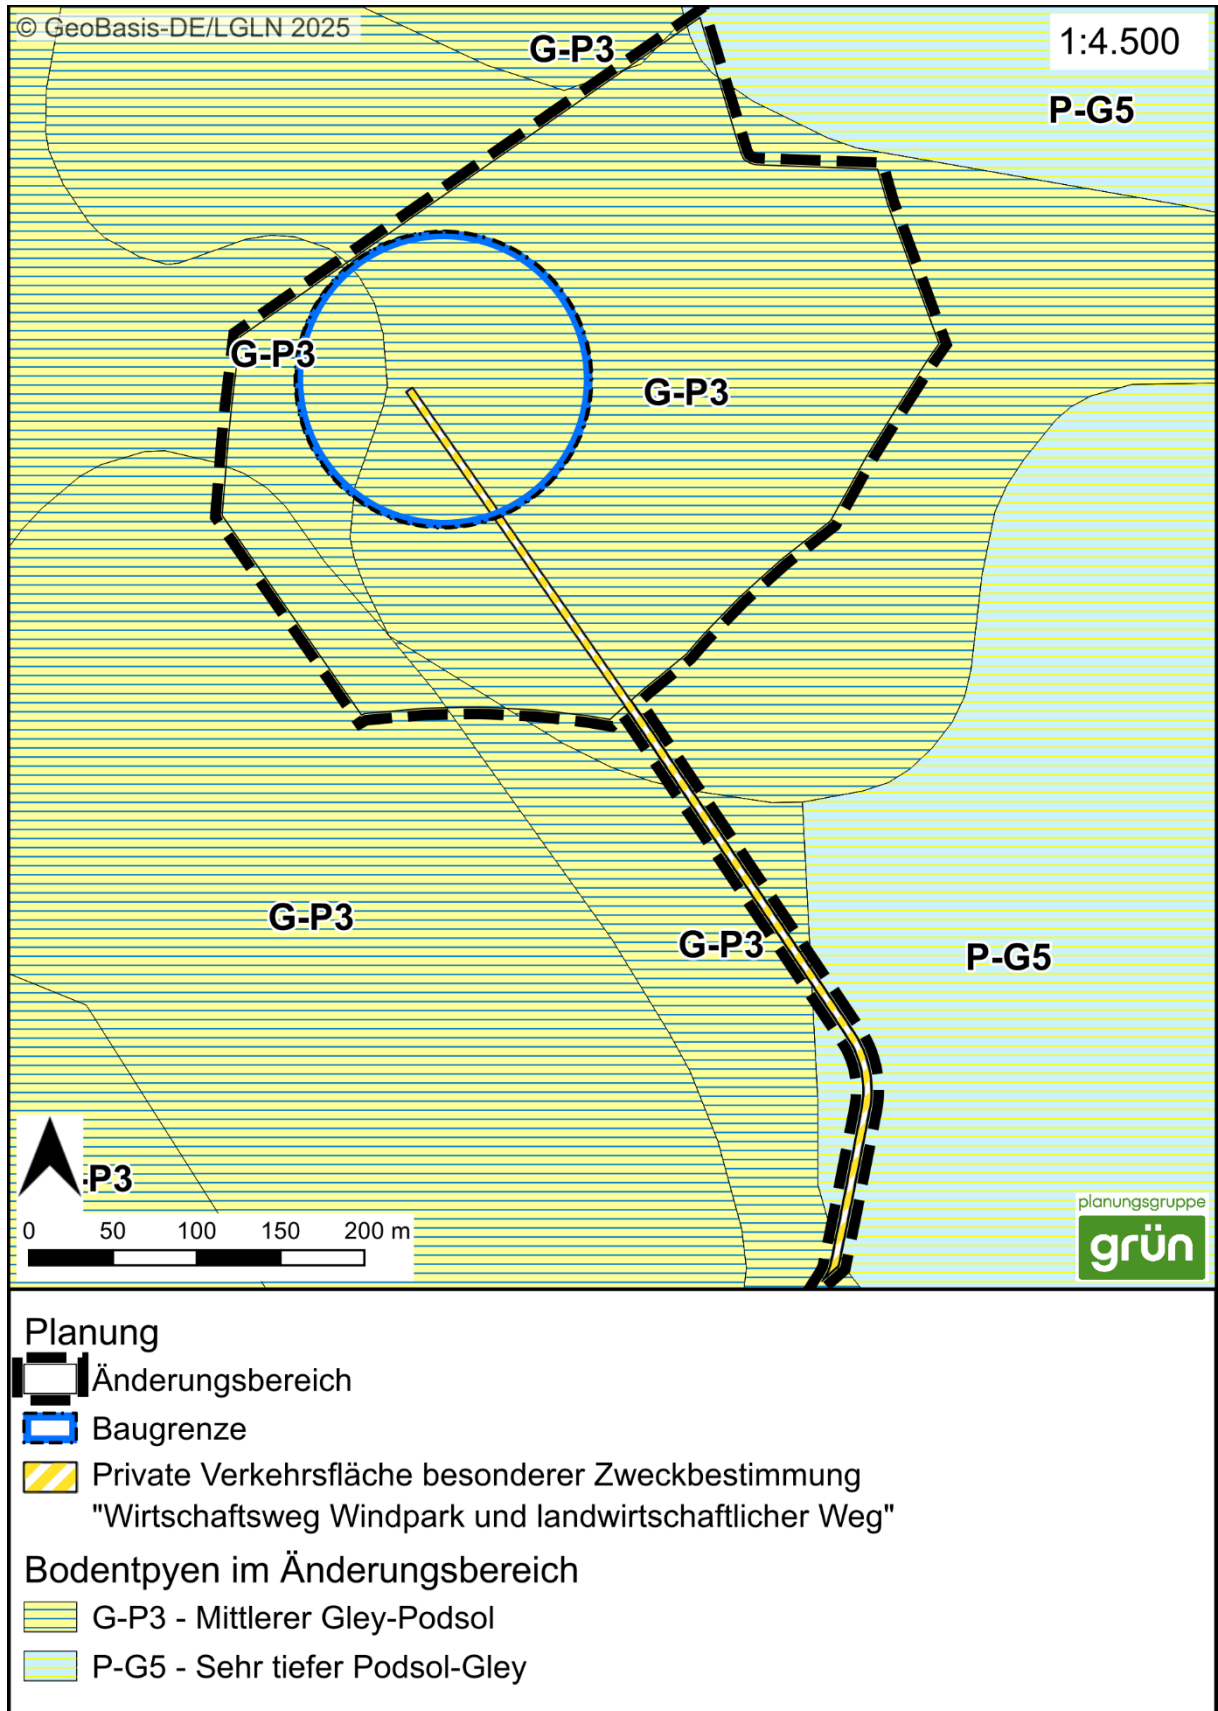 © GeoBasis-DE/LGLN 2025
G-P3
1:4.500
P-G5
G-P3
G-P3
G-P3
G-P3
P-G5
-P3
0 50 100 150 200 m
planungsgruppe
grün
Planung
Änderungsbereich
Baugrenze
Private Verkehrsfläche besonderer Zweckbestimmung
"Wirtschaftsweg Windpark und landwirtschaftlicher Weg"
Bodentpyen im Änderungsbereich
G-P3 - Mittlerer Gley-Podsol
P-G5 - Sehr tiefer Podsol-Gley